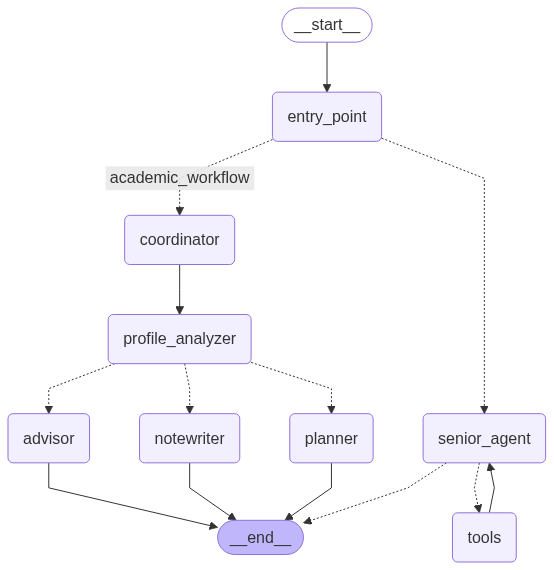 __start__
entry_point
academic_workflow
coordinator
profile_analyzer
advisor
notewriter
planner
senior_agent
__end__
tools